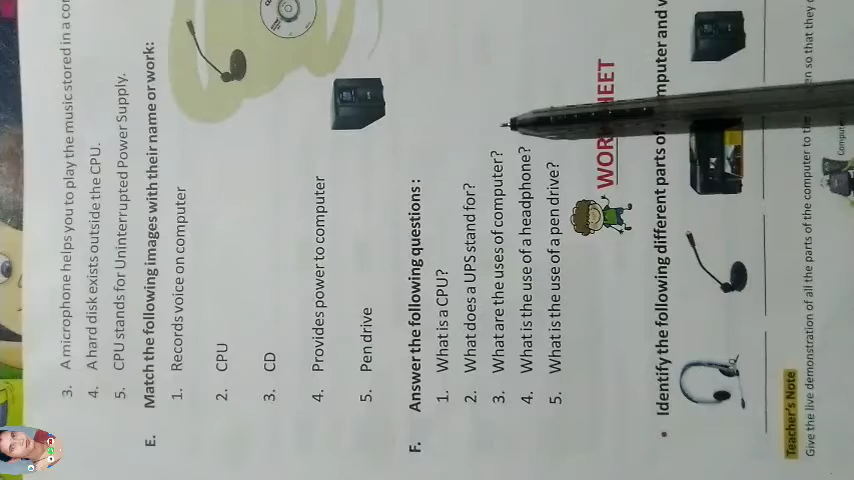 3. A microphone helps you to play the music stored in a
4. A hard disk exists outside the CPU.
5. CPU stands for Uninterrupted Power Supply.
E. Match the following images with their name or work:
1. Records voice on computer
2. CPU
3. CD
4. Provides power to computer
5. Pen drive
F. Answer the following questions :
1. What is a CPU?
2. What does a UPS stand for?
3. What are the uses of computer?
4. What is the use of a headphone?
5. What is the use of a pen drive?
WOR HEET
• Identify the following different parts of mputer and
Teacher's Note
Give the live demonstration of all the parts of the computer to the en so that they
Computer